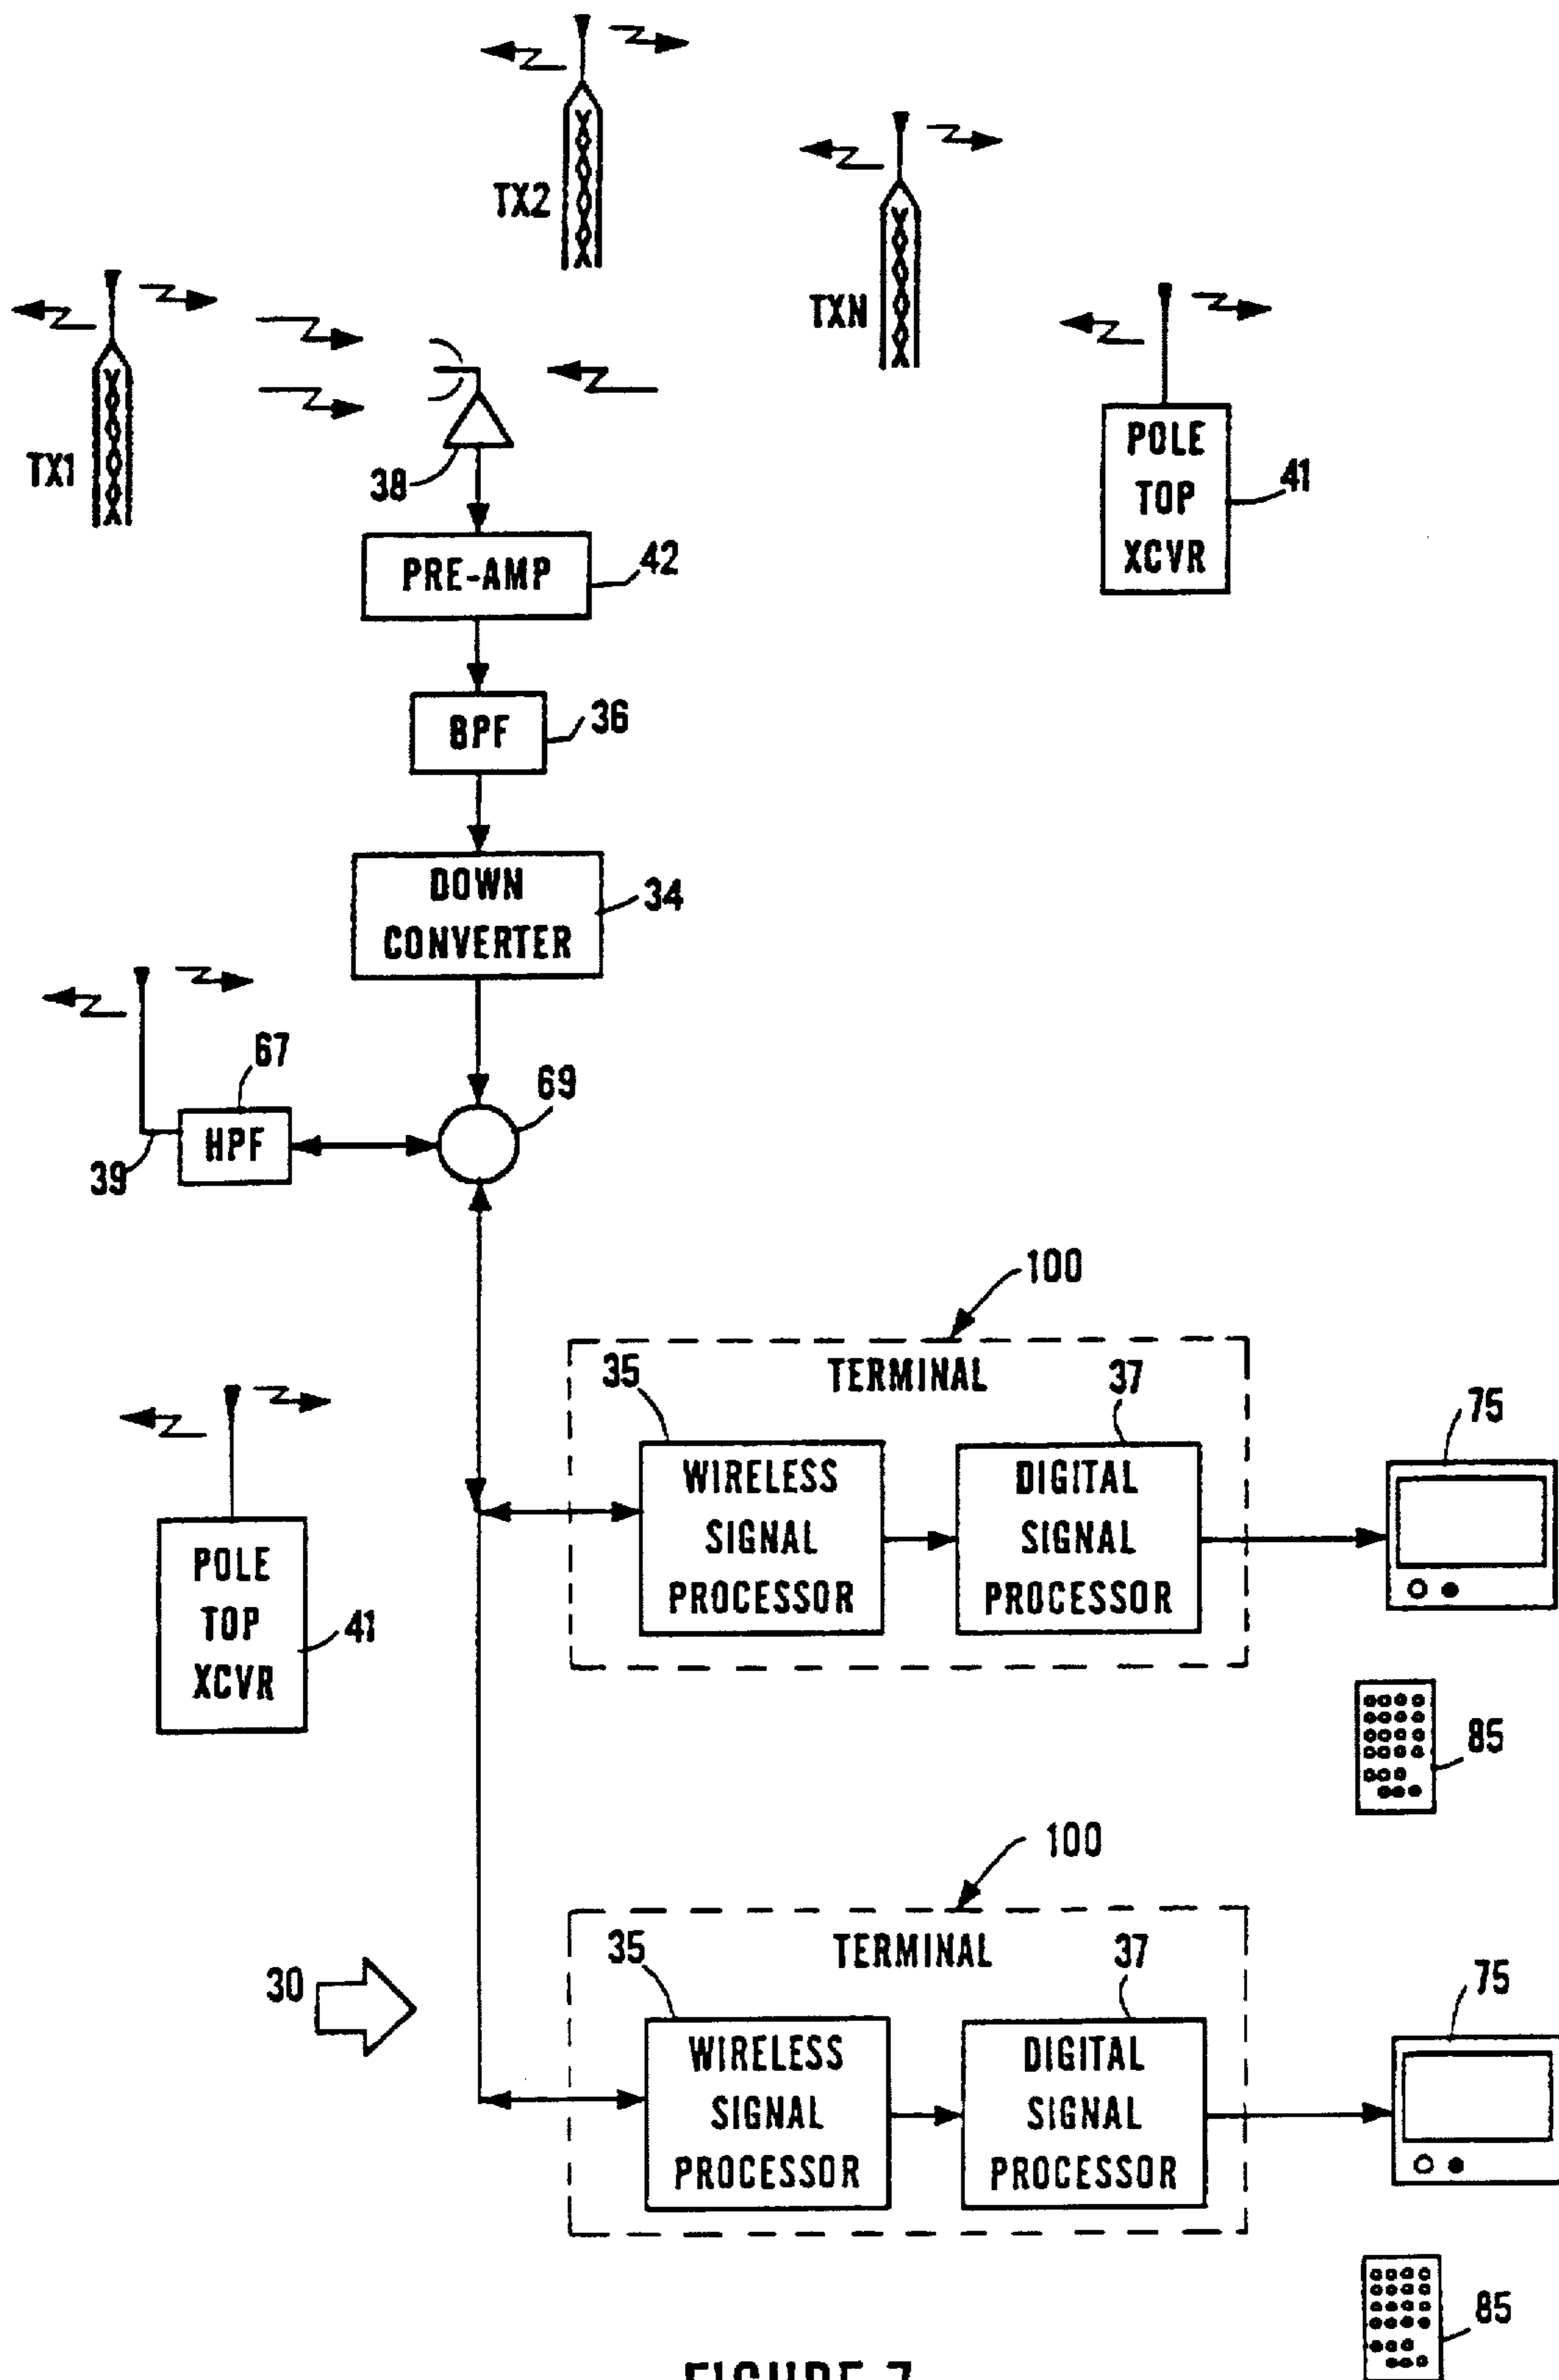 TX2
TXN
TX1
38
POLE
TOP
XCVR
41
PRE-AMP
42
BPF
36
DOWN
CONVERTER
34
67
69
HPF
39
100
TERMINAL
35
37
75
WIRELESS
SIGNAL
PROCESSOR
DIGITAL
SIGNAL
PROCESSOR
POLE
TOP
XCVR
41
85
100
TERMINAL
35
37
75
30
WIRELESS
SIGNAL
PROCESSOR
DIGITAL
SIGNAL
PROCESSOR
85
FIGURE 7